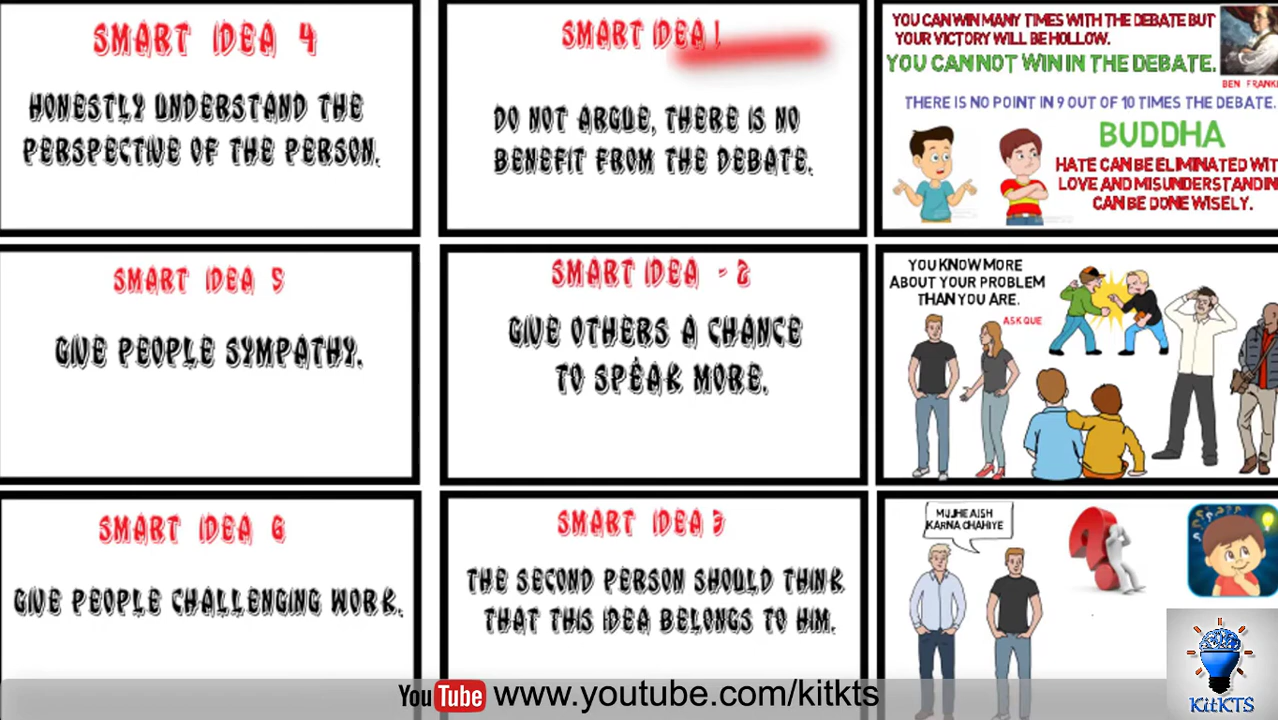 SMART IDEA 4
HONESTLY UNDERSTAND THE
PERSPECTIVE OF THE PERSON.
SMART IDEA 1
DO NOT ARGUE, THERE IS NO
BENEFIT FROM THE DEBATE.
YOU CAN WIN MANY TIMES WITH THE DEBATE BUT
YOUR VICTORY WILL BE HOLLOW.
YOU CANNOT WIN IN THE DEBATE.
BEN FRANK
THERE IS NO POINT IN 9 OUT OF 10 TIMES THE DEBATE.
BUDDHA
HATE CAN BE ELIMINATED WIT
LOVE AND MISUNDERSTANDIN
CAN BE DONE WISELY.
SMART IDEA 5
GIVE PEOPLE SYMPATHY.
SMART IDEA - 2
GIVE OTHERS A CHANCE
TO SPEAK MORE.
YOU KNOW MORE
ABOUT YOUR PROBLEM
THAN YOU ARE.
ASK QUE
SMART IDEA 6
GIVE PEOPLE CHALLENGING WORK.
SMART IDEA 3
THE SECOND PERSON SHOULD THINK
THAT THIS IDEA BELONGS TO HIM.
MUJHE AISH
KARNA CHAHIYE
YouTube www.youtube.com/kitkts
KitKTS